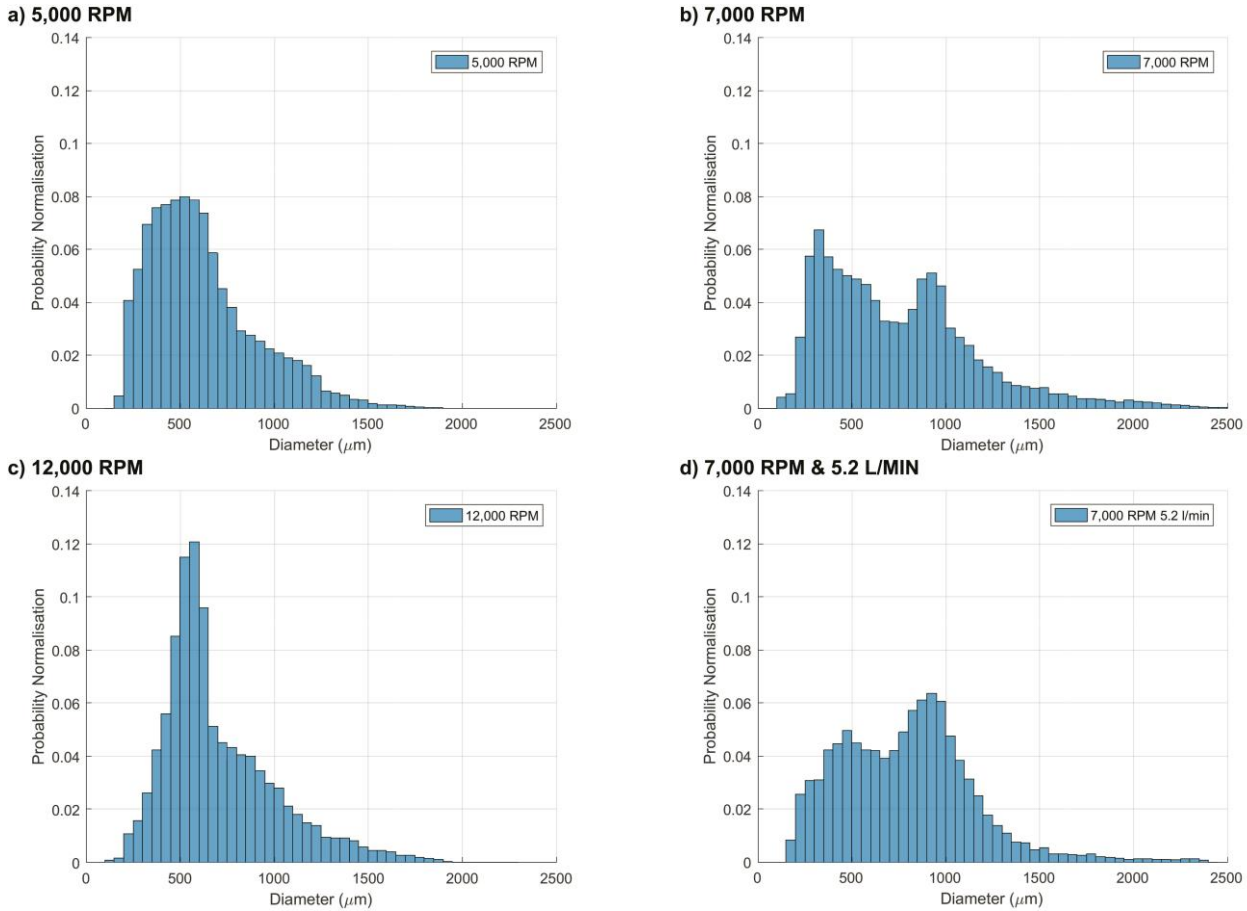 a) 5,000 RPM
0.14
0.12
0.1
0.08
0.06
0.04
0.02
0
Probability Normalisation
5,000 RPM
0 500 1000 1500 2000 2500
Diameter (μm)
b) 7,000 RPM
0.14
0.12
0.1
0.08
0.06
0.04
0.02
0
Probability Normalisation
7,000 RPM
0 500 1000 1500 2000 2500
Diameter (μm)
c) 12,000 RPM
0.14
0.12
0.1
0.08
0.06
0.04
0.02
0
Probability Normalisation
12,000 RPM
0 500 1000 1500 2000 2500
Diameter (μm)
d) 7,000 RPM & 5.2 L/MIN
0.14
0.12
0.1
0.08
0.06
0.04
0.02
0
Probability Normalisation
7,000 RPM 5.2 l/min
0 500 1000 1500 2000 2500
Diameter (μm)